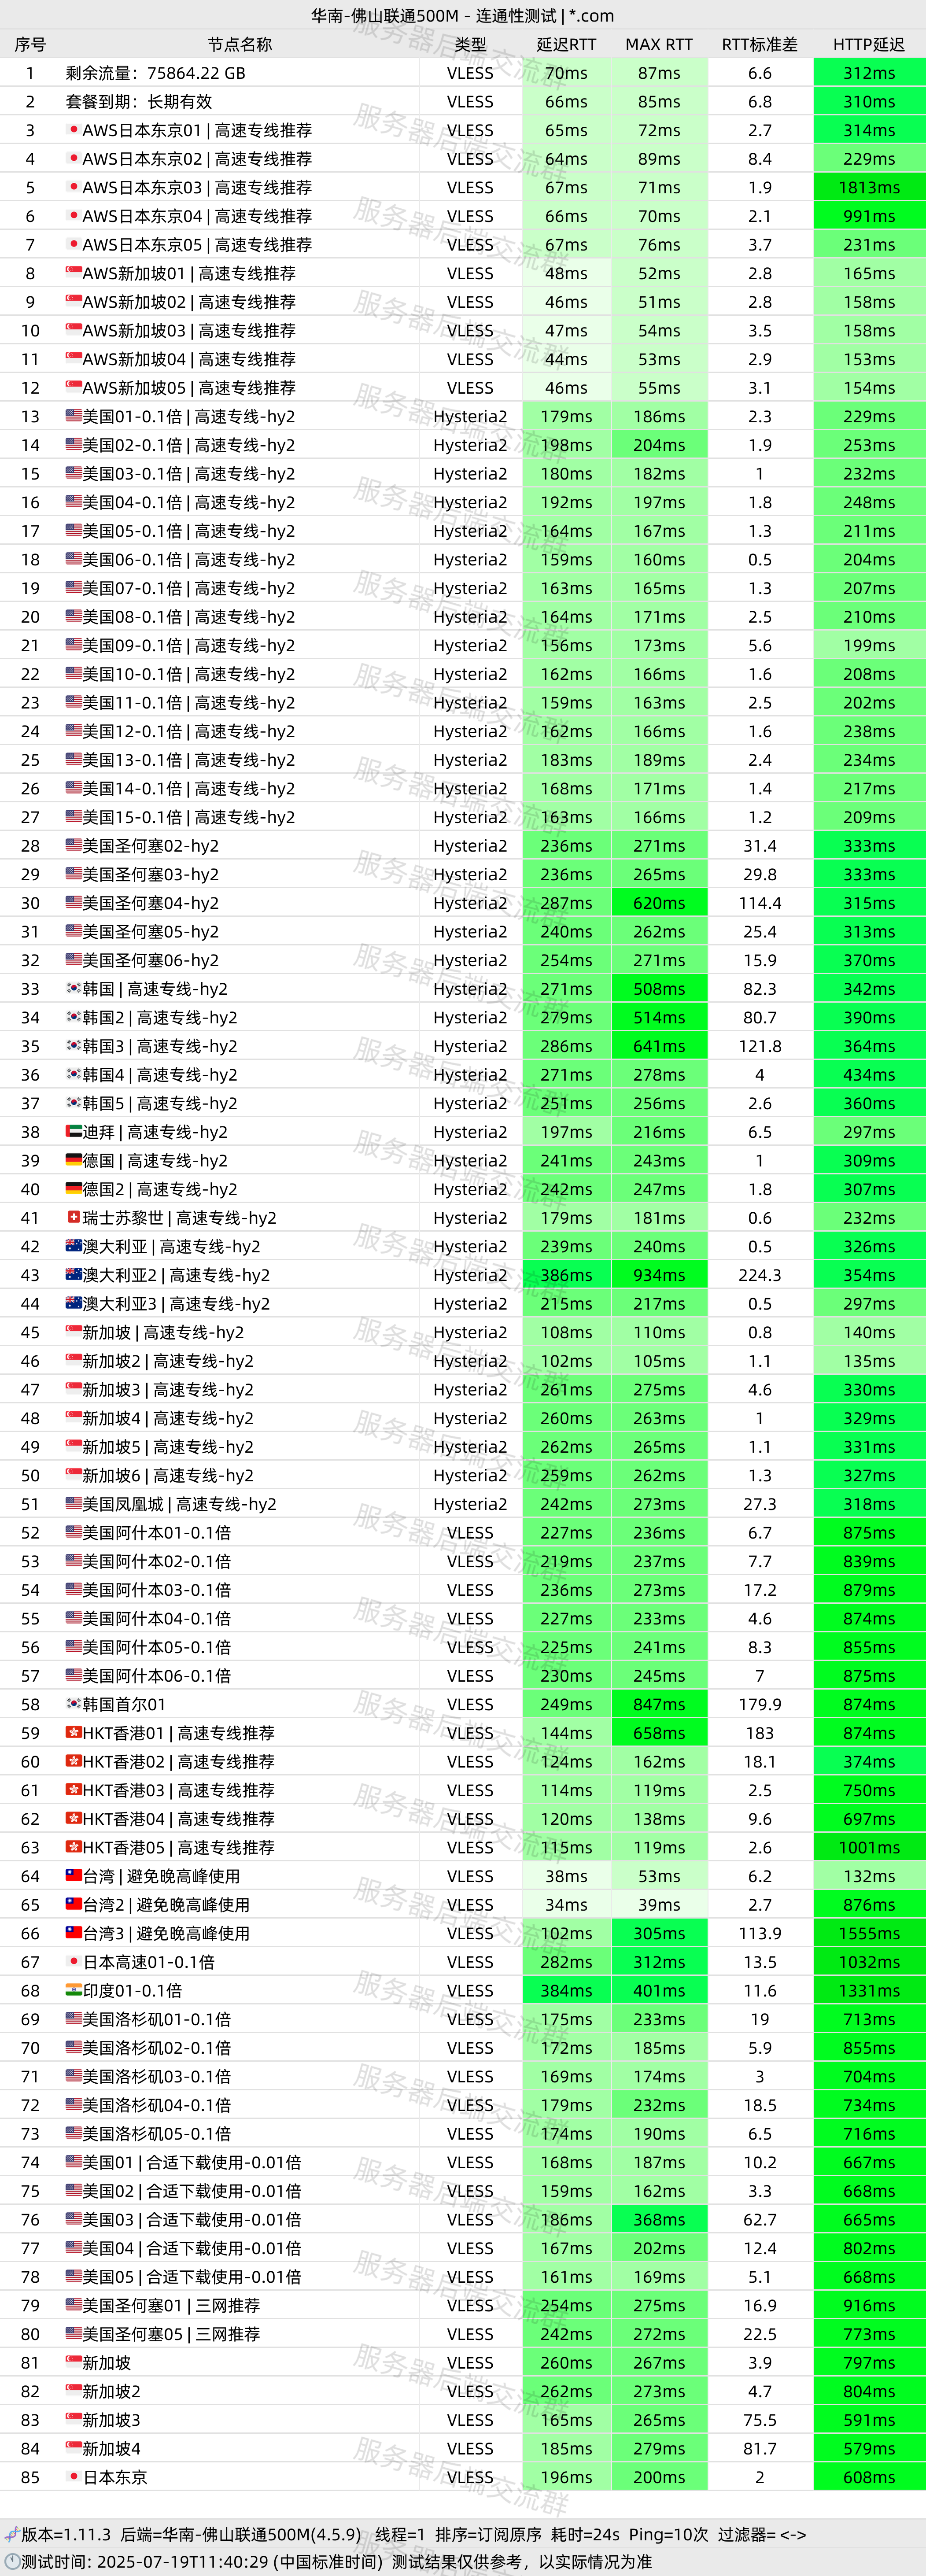 华南-佛山联通500M - 连通性测试 | *.com
序号 节点名称 类型 延迟RTT MAX RTT RTT标准差 HTTP延迟
1 剩余流量：75864.22 GB VLESS 70ms 87ms 6.6 312ms
2 套餐到期：长期有效 VLESS 66ms 85ms 6.8 310ms
3 AWS日本东京01 | 高速专线推荐 VLESS 65ms 72ms 2.7 314ms
4 AWS日本东京02 | 高速专线推荐 VLESS 64ms 89ms 8.4 229ms
5 AWS日本东京03 | 高速专线推荐 VLESS 67ms 71ms 1.9 1813ms
6 AWS日本东京04 | 高速专线推荐 VLESS 66ms 70ms 2.1 991ms
7 AWS日本东京05 | 高速专线推荐 VLESS 67ms 76ms 3.7 231ms
8 AWS新加坡01 | 高速专线推荐 VLESS 48ms 52ms 2.8 165ms
9 AWS新加坡02 | 高速专线推荐 VLESS 46ms 51ms 2.8 158ms
10 AWS新加坡03 | 高速专线推荐 VLESS 47ms 54ms 3.5 158ms
11 AWS新加坡04 | 高速专线推荐 VLESS 44ms 53ms 2.9 153ms
12 AWS新加坡05 | 高速专线推荐 VLESS 46ms 55ms 3.1 154ms
13 美国01-0.1倍 | 高速专线-hy2 Hysteria2 179ms 186ms 2.3 229ms
14 美国02-0.1倍 | 高速专线-hy2 Hysteria2 198ms 204ms 1.9 253ms
15 美国03-0.1倍 | 高速专线-hy2 Hysteria2 180ms 182ms 1 232ms
16 美国04-0.1倍 | 高速专线-hy2 Hysteria2 192ms 197ms 1.8 248ms
17 美国05-0.1倍 | 高速专线-hy2 Hysteria2 164ms 167ms 1.3 211ms
18 美国06-0.1倍 | 高速专线-hy2 Hysteria2 159ms 160ms 0.5 204ms
19 美国07-0.1倍 | 高速专线-hy2 Hysteria2 163ms 165ms 1.3 207ms
20 美国08-0.1倍 | 高速专线-hy2 Hysteria2 164ms 171ms 2.5 210ms
21 美国09-0.1倍 | 高速专线-hy2 Hysteria2 156ms 173ms 5.6 199ms
22 美国10-0.1倍 | 高速专线-hy2 Hysteria2 162ms 166ms 1.6 208ms
23 美国11-0.1倍 | 高速专线-hy2 Hysteria2 159ms 163ms 2.5 202ms
24 美国12-0.1倍 | 高速专线-hy2 Hysteria2 162ms 166ms 1.6 238ms
25 美国13-0.1倍 | 高速专线-hy2 Hysteria2 183ms 189ms 2.4 234ms
26 美国14-0.1倍 | 高速专线-hy2 Hysteria2 168ms 171ms 1.4 217ms
27 美国15-0.1倍 | 高速专线-hy2 Hysteria2 163ms 166ms 1.2 209ms
28 美国圣何塞02-hy2 Hysteria2 236ms 271ms 31.4 333ms
29 美国圣何塞03-hy2 Hysteria2 236ms 265ms 29.8 333ms
30 美国圣何塞04-hy2 Hysteria2 287ms 620ms 114.4 315ms
31 美国圣何塞05-hy2 Hysteria2 240ms 262ms 25.4 313ms
32 美国圣何塞06-hy2 Hysteria2 254ms 271ms 15.9 370ms
33 韩国 | 高速专线-hy2 Hysteria2 271ms 508ms 82.3 342ms
34 韩国2 | 高速专线-hy2 Hysteria2 279ms 514ms 80.7 390ms
35 韩国3 | 高速专线-hy2 Hysteria2 286ms 641ms 121.8 364ms
36 韩国4 | 高速专线-hy2 Hysteria2 271ms 278ms 4 434ms
37 韩国5 | 高速专线-hy2 Hysteria2 251ms 256ms 2.6 360ms
38 迪拜 | 高速专线-hy2 Hysteria2 197ms 216ms 6.5 297ms
39 德国 | 高速专线-hy2 Hysteria2 241ms 243ms 1 309ms
40 德国2 | 高速专线-hy2 Hysteria2 242ms 247ms 1.8 307ms
41 瑞士苏黎世 | 高速专线-hy2 Hysteria2 179ms 181ms 0.6 232ms
42 澳大利亚 | 高速专线-hy2 Hysteria2 239ms 240ms 0.5 326ms
43 澳大利亚2 | 高速专线-hy2 Hysteria2 386ms 934ms 224.3 354ms
44 澳大利亚3 | 高速专线-hy2 Hysteria2 215ms 217ms 0.5 297ms
45 新加坡 | 高速专线-hy2 Hysteria2 108ms 110ms 0.8 140ms
46 新加坡2 | 高速专线-hy2 Hysteria2 102ms 105ms 1.1 135ms
47 新加坡3 | 高速专线-hy2 Hysteria2 261ms 275ms 4.6 330ms
48 新加坡4 | 高速专线-hy2 Hysteria2 260ms 263ms 1 329ms
49 新加坡5 | 高速专线-hy2 Hysteria2 262ms 265ms 1.1 331ms
50 新加坡6 | 高速专线-hy2 Hysteria2 259ms 262ms 1.3 327ms
51 美国凤凰城 | 高速专线-hy2 Hysteria2 242ms 273ms 27.3 318ms
52 美国阿什本01-0.1倍 VLESS 227ms 236ms 6.7 875ms
53 美国阿什本02-0.1倍 VLESS 219ms 237ms 7.7 839ms
54 美国阿什本03-0.1倍 VLESS 236ms 273ms 17.2 879ms
55 美国阿什本04-0.1倍 VLESS 227ms 233ms 4.6 874ms
56 美国阿什本05-0.1倍 VLESS 225ms 241ms 8.3 855ms
57 美国阿什本06-0.1倍 VLESS 230ms 245ms 7 875ms
58 韩国首尔01 VLESS 249ms 847ms 179.9 874ms
59 HKT香港01 | 高速专线推荐 VLESS 144ms 658ms 183 874ms
60 HKT香港02 | 高速专线推荐 VLESS 124ms 162ms 18.1 374ms
61 HKT香港03 | 高速专线推荐 VLESS 114ms 119ms 2.5 750ms
62 HKT香港04 | 高速专线推荐 VLESS 120ms 138ms 9.6 697ms
63 HKT香港05 | 高速专线推荐 VLESS 115ms 119ms 2.6 1001ms
64 台湾 | 避免晚高峰使用 VLESS 38ms 53ms 6.2 132ms
65 台湾2 | 避免晚高峰使用 VLESS 34ms 39ms 2.7 876ms
66 台湾3 | 避免晚高峰使用 VLESS 102ms 305ms 113.9 1555ms
67 日本高速01-0.1倍 VLESS 282ms 312ms 13.5 1032ms
68 印度01-0.1倍 VLESS 384ms 401ms 11.6 1331ms
69 美国洛杉矶01-0.1倍 VLESS 175ms 233ms 19 713ms
70 美国洛杉矶02-0.1倍 VLESS 172ms 185ms 5.9 855ms
71 美国洛杉矶03-0.1倍 VLESS 169ms 174ms 3 704ms
72 美国洛杉矶04-0.1倍 VLESS 179ms 232ms 18.5 734ms
73 美国洛杉矶05-0.1倍 VLESS 174ms 190ms 6.5 716ms
74 美国01 | 合适下载使用-0.01倍 VLESS 168ms 187ms 10.2 667ms
75 美国02 | 合适下载使用-0.01倍 VLESS 159ms 162ms 3.3 668ms
76 美国03 | 合适下载使用-0.01倍 VLESS 186ms 368ms 62.7 665ms
77 美国04 | 合适下载使用-0.01倍 VLESS 167ms 202ms 12.4 802ms
78 美国05 | 合适下载使用-0.01倍 VLESS 161ms 169ms 5.1 668ms
79 美国圣何塞01 | 三网推荐 VLESS 254ms 275ms 16.9 916ms
80 美国圣何塞05 | 三网推荐 VLESS 242ms 272ms 22.5 773ms
81 新加坡 VLESS 260ms 267ms 3.9 797ms
82 新加坡2 VLESS 262ms 273ms 4.7 804ms
83 新加坡3 VLESS 165ms 265ms 75.5 591ms
84 新加坡4 VLESS 185ms 279ms 81.7 579ms
85 日本东京 VLESS 196ms 200ms 2 608ms
版本=1.11.3 后端=华南-佛山联通500M(4.5.9) 线程=1 排序=订阅原序 耗时=24s Ping=10次 过滤器= <->
测试时间: 2025-07-19T11:40:29 (中国标准时间) 测试结果仅供参考，以实际情况为准
服务器后端交流群